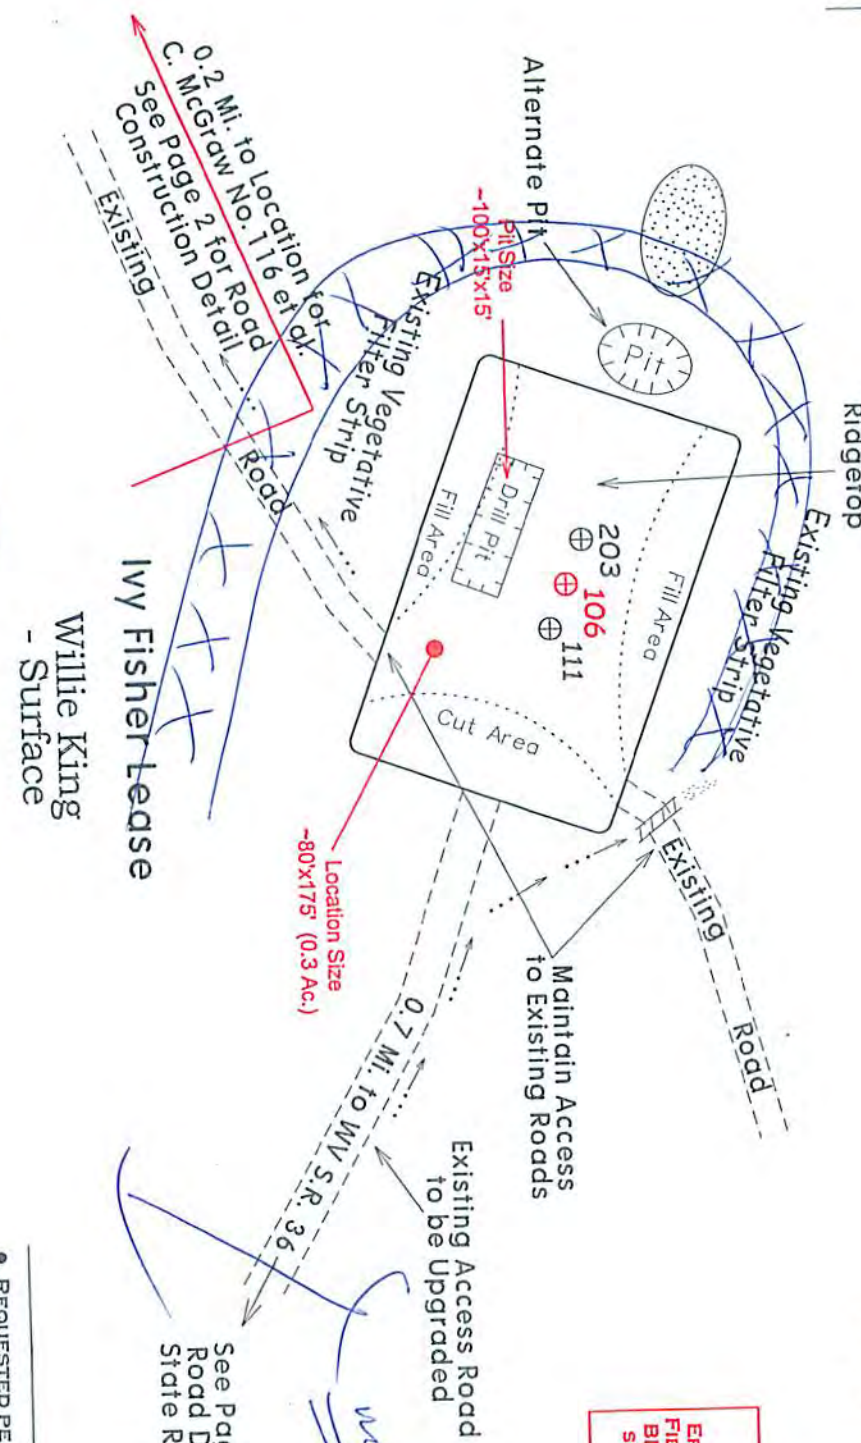 Ridgetop
Existing Vegetative
Filter Strip
Alternate Pit
Pit
Pit Size
~100'x15'x15'
Existing Vegetative
Filter Strip
0.2 Mi. to Location for
C. McGraw No. 116 et al.
See Page 2 for Road
Construction Detail
Existing
Road
Fill Area
203
106
111
Drill Pit
Fill Area
Cut Area
Existing
Road
Maintain Access
to Existing Roads
Location Size
~80'x175' (0.3 Ac.)
Ivy Fisher Lease
Willie King
- Surface
0.7 Mi. to WV S.R. 36
Existing Access Road
to be Upgraded
See Pag
Road D
State R
REQUESTED PE